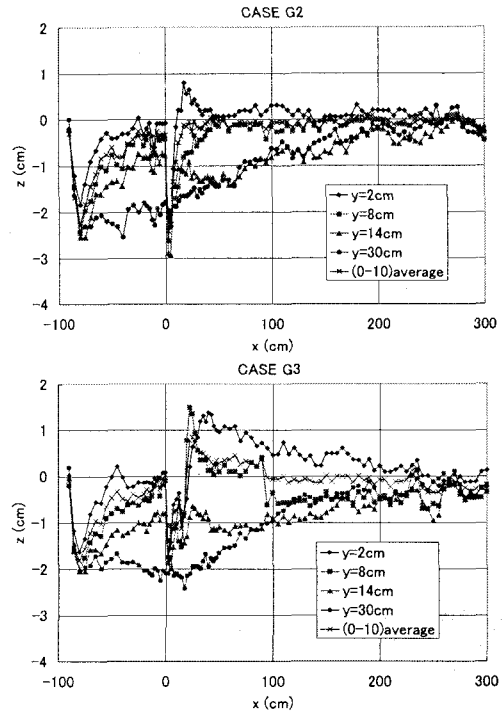 CASE G2
2
1
0
-1
-2
-3
-4
z (cm)
y=2cm
y=8cm
y=14cm
y=30cm
(0-10)average
-100 0 100 200 300
x (cm)
CASE G3
2
1
0
-1
-2
-3
-4
z (cm)
y=2cm
y=8cm
y=14cm
y=30cm
(0-10)average
-100 0 100 200 300
x (cm)